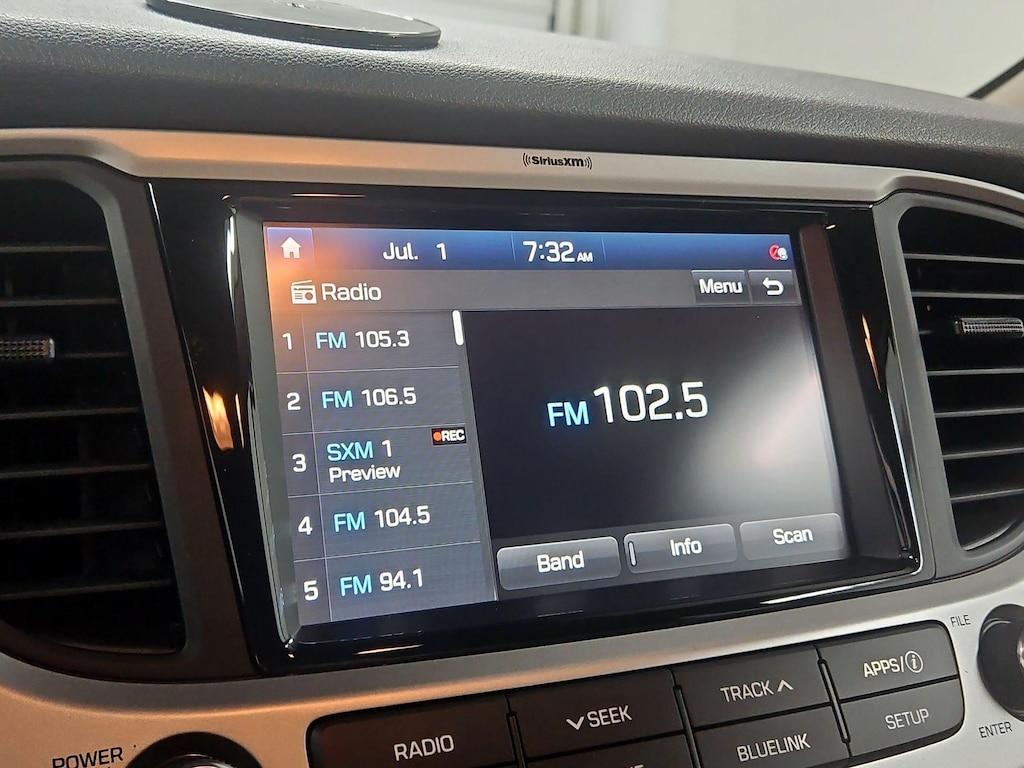 SiriusXM
Jul. 1 7:32 AM
Radio Menu
1 FM 105.3
2 FM 106.5
3 SXM 1 REC
Preview
4 FM 104.5
5 FM 94.1
FM 102.5
Band Info Scan
FILE
RADIO SEEK TRACK APPS/i
BLUELINK SETUP
POWER
ENTER